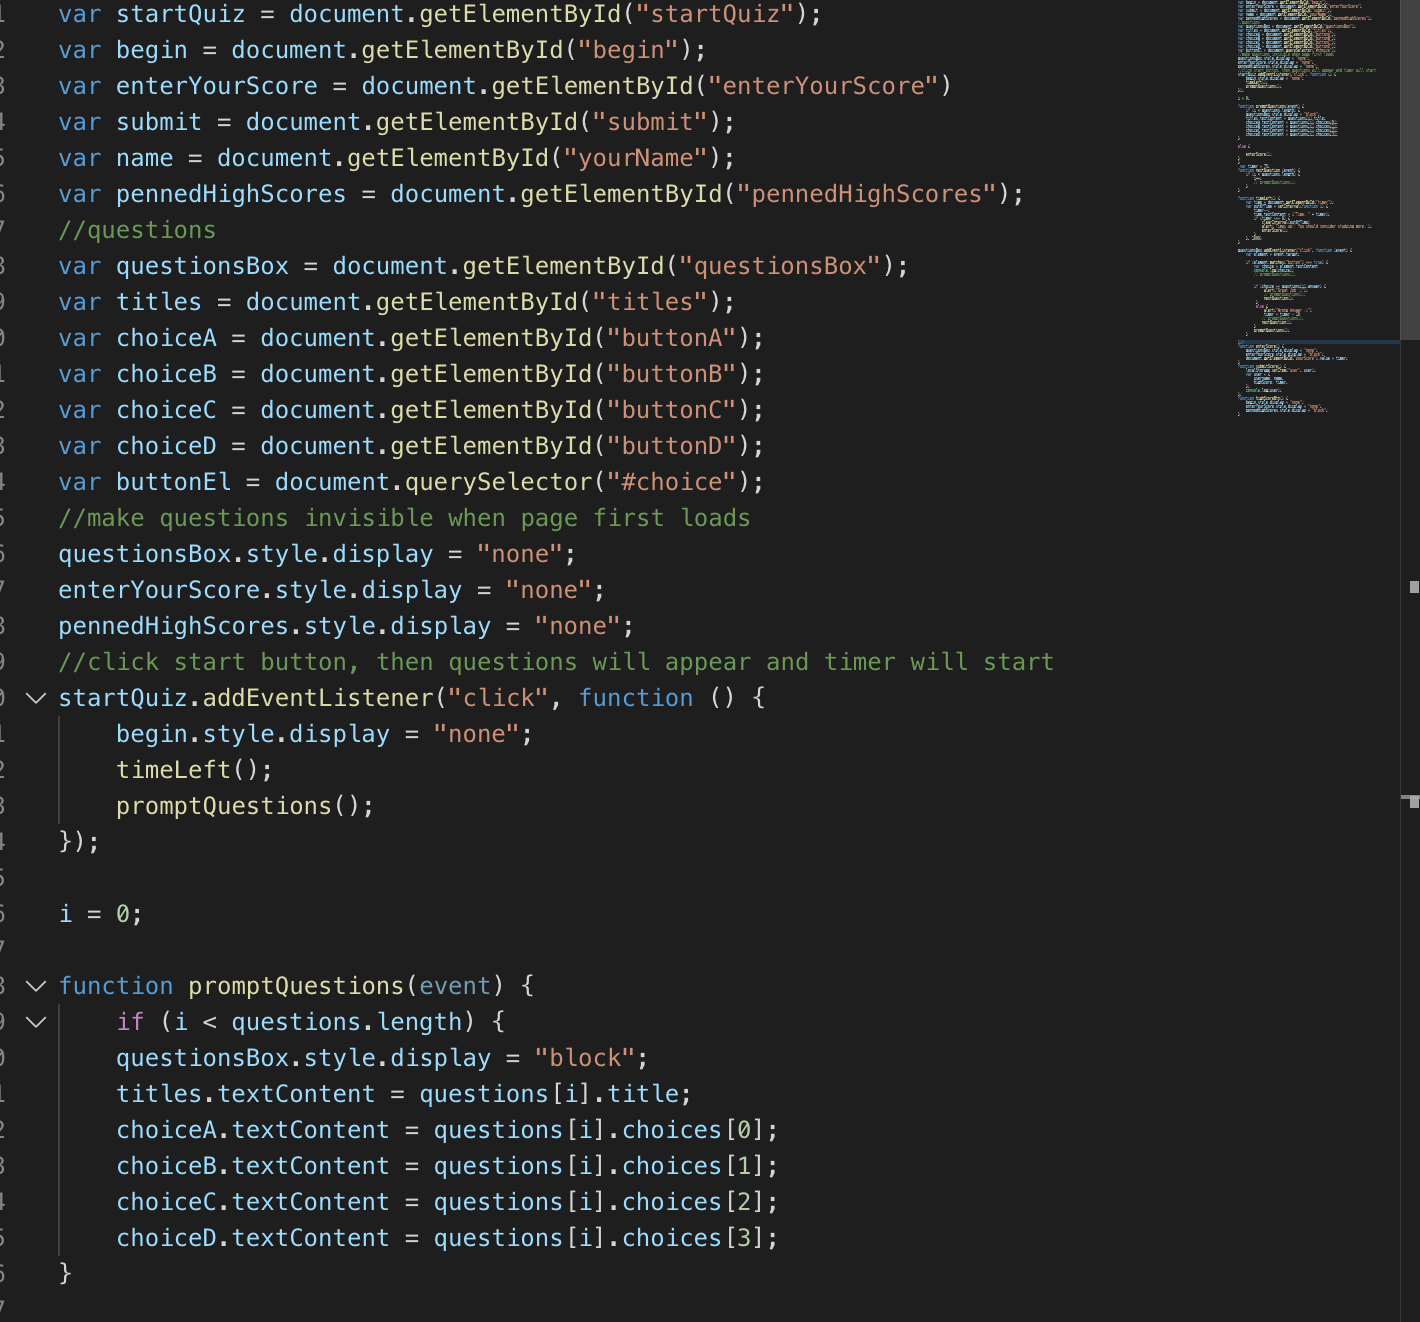 var startQuiz = document.getElementById("startQuiz");
var begin = document.getElementById("begin");
var enterYourScore = document.getElementById("enterYourScore")
var submit = document.getElementById("submit");
var name = document.getElementById("yourName");
var pennedHighScores = document.getElementById("pennedHighScores");
//questions
var questionsBox = document.getElementById("questionsBox");
var titles = document.getElementById("titles");
var choiceA = document.getElementById("buttonA");
var choiceB = document.getElementById("buttonB");
var choiceC = document.getElementById("buttonC");
var choiceD = document.getElementById("buttonD");
var buttonEl = document.querySelector("#choice");
//make questions invisible when page first loads
questionsBox.style.display = "none";
enterYourScore.style.display = "none";
pennedHighScores.style.display = "none";
//click start button, then questions will appear and timer will start
startQuiz.addEventListener("click", function () {
    begin.style.display = "none";
    timeLeft();
    promptQuestions();
});

i = 0;

function promptQuestions(event) {
    if (i < questions.length) {
    questionsBox.style.display = "block";
    titles.textContent = questions[i].title;
    choiceA.textContent = questions[i].choices[0];
    choiceB.textContent = questions[i].choices[1];
    choiceC.textContent = questions[i].choices[2];
    choiceD.textContent = questions[i].choices[3];
}